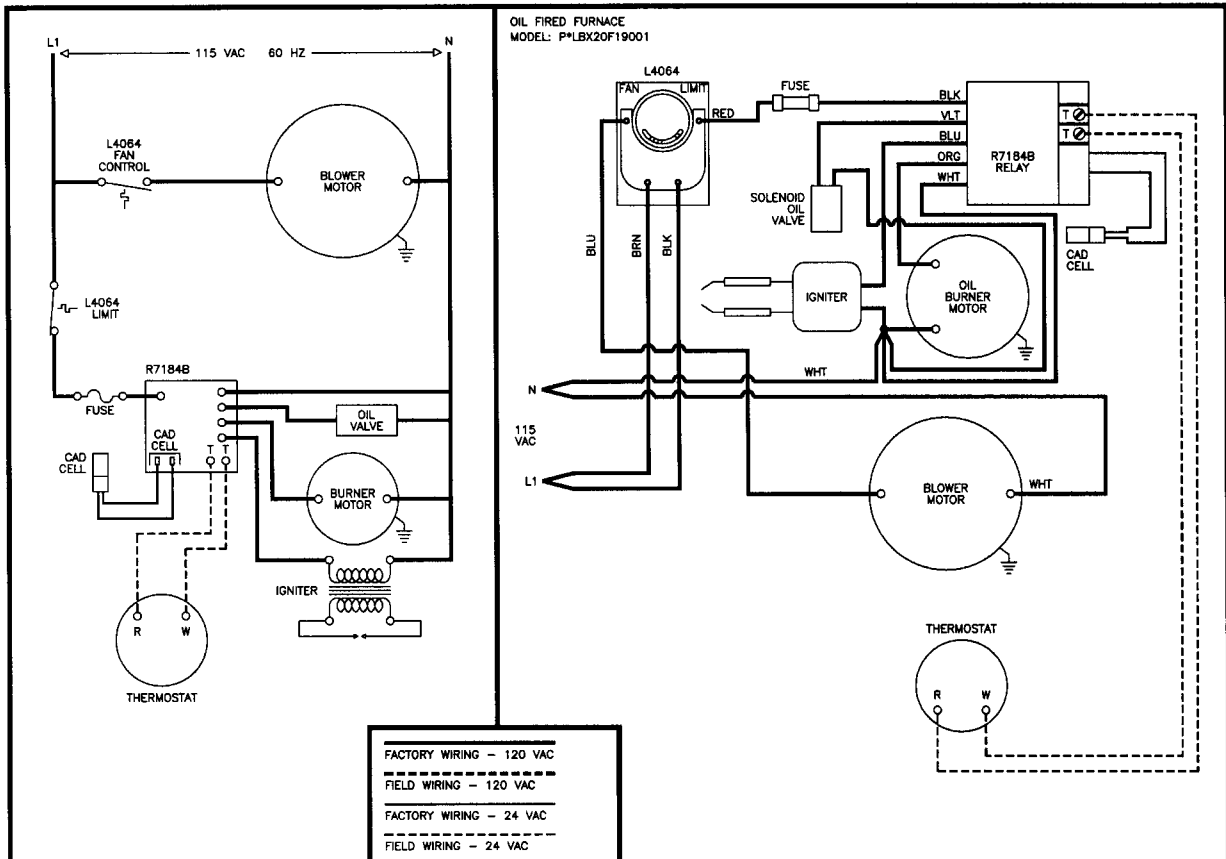 L1
115 VAC 60 HZ
N
L4064
FAN
CONTROL
BLOWER
MOTOR
L4064
LIMIT
R7184B
FUSE
CAD
CELL
T T
OIL
VALVE
CAD
CELL
BURNER
MOTOR
IGNITER
R W
THERMOSTAT
OIL FIRED FURNACE
MODEL: P*LBX20F19001
L4064
FAN LIMIT
RED
FUSE
BLK
VLT
BLU
ORG
WHT
R7184B
RELAY
T
T
SOLENOID
OIL
VALVE
CAD
CELL
BLU
BRN
BLK
IGNITER
OIL
BURNER
MOTOR
WHT
N
115
VAC
L1
BLOWER
MOTOR
WHT
THERMOSTAT
R W
FACTORY WIRING - 120 VAC
FIELD WIRING - 120 VAC
FACTORY WIRING - 24 VAC
FIELD WIRING - 24 VAC